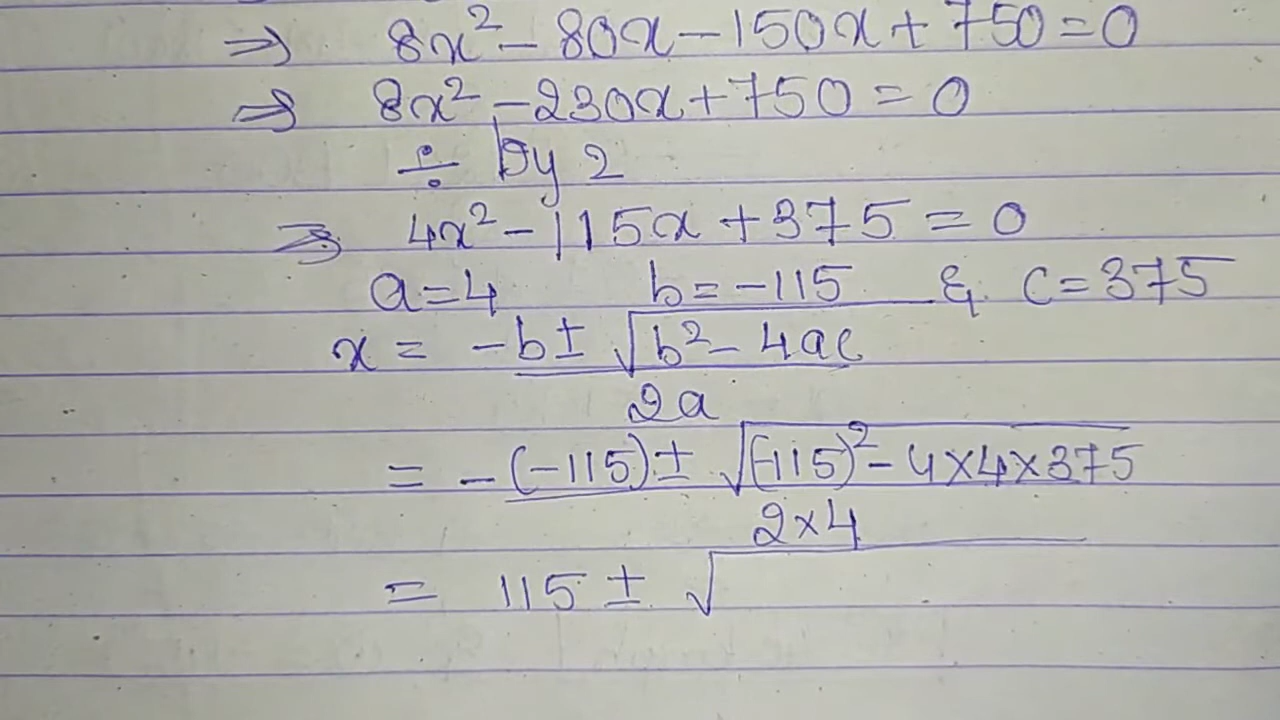 ⇒ 8x² - 80x - 150x + 750 = 0
⇒ 8x² - 230x + 750 = 0
÷ by 2
⇒ 4x² - 115x + 375 = 0
a = 4 b = -115 & c = 375
x = -b ± √b² - 4ac
2a
= -(-115) ± √(-115)² - 4×4×375
2×4
= 115 ± √